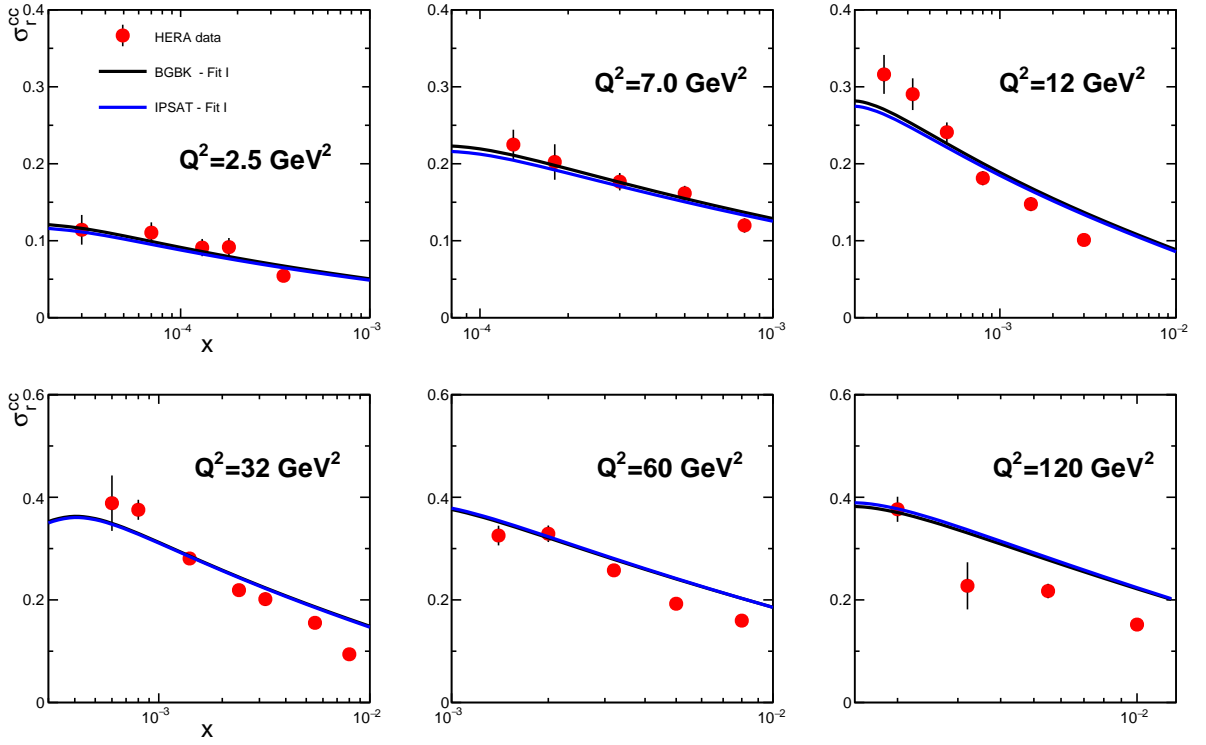 σ_r^cc
0.4
0.3
0.2
0.1
0
HERA data
BGBK - Fit I
IPSAT - Fit I
Q²=2.5 GeV²
10⁻⁴
10⁻³
x
0.4
0.3
0.2
0.1
0
Q²=7.0 GeV²
10⁻⁴
10⁻³
0.4
0.3
0.2
0.1
0
Q²=12 GeV²
10⁻³
10⁻²
σ_r^cc
0.6
0.4
0.2
0
Q²=32 GeV²
10⁻³
10⁻²
x
0.6
0.4
0.2
0
Q²=60 GeV²
10⁻³
10⁻²
0.6
0.4
0.2
0
Q²=120 GeV²
10⁻²